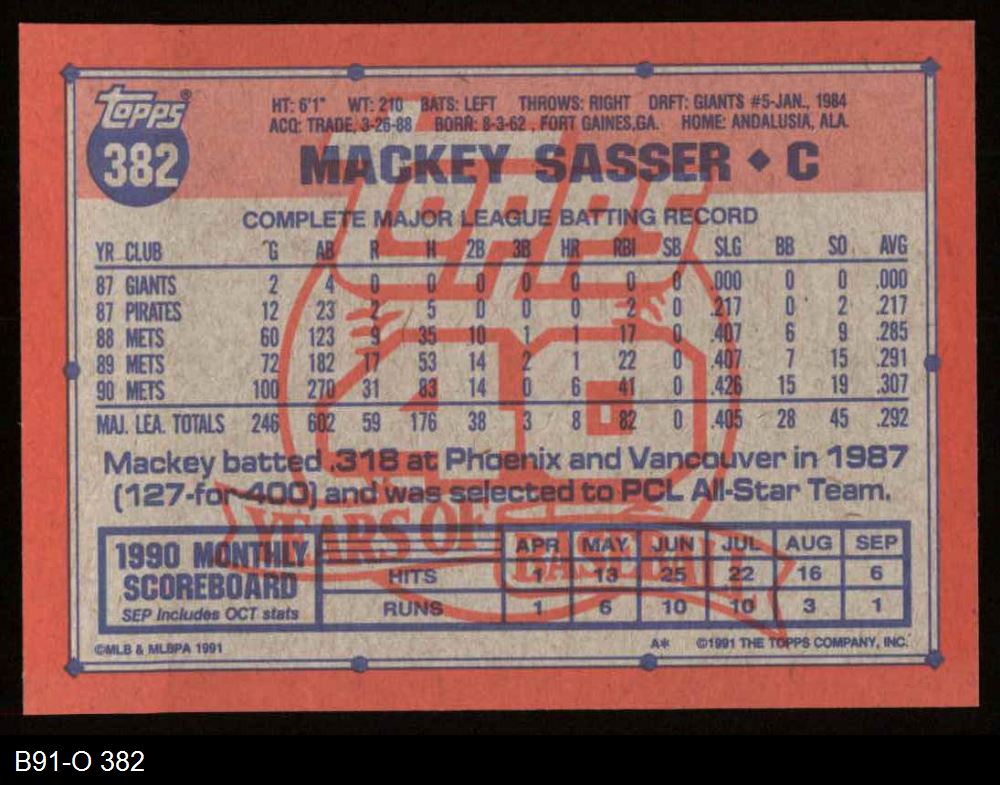 Topps®
382
HT: 6'1" WT: 210 BATS: LEFT THROWS: RIGHT DRFT: GIANTS #5-JAN., 1984
ACQ: TRADE, 3-26-88 BORN: 8-3-62, FORT GAINES,GA. HOME: ANDALUSIA, ALA.
MACKEY SASSER ♦ C
TOPPS
40
YEARS OF
BASEBALL
COMPLETE MAJOR LEAGUE BATTING RECORD
YR CLUB G AB R H 2B 3B HR RBI SB SLG BB SO AVG
87 GIANTS 2 4 0 0 0 0 0 0 0 .000 0 0 .000
87 PIRATES 12 23 2 5 0 0 0 2 0 .217 0 2 .217
88 METS 60 123 9 35 10 1 1 17 0 .407 6 9 .285
89 METS 72 182 17 53 14 2 1 22 0 .407 7 15 .291
90 METS 100 270 31 83 14 0 6 41 0 .426 15 19 .307
MAJ. LEA. TOTALS 246 602 59 176 38 3 8 82 0 .405 28 45 .292
Mackey batted .318 at Phoenix and Vancouver in 1987
(127-for-400) and was selected to PCL All-Star Team.
1990 MONTHLY
SCOREBOARD
SEP Includes OCT stats
APR MAY JUN JUL AUG SEP
HITS 1 13 25 22 16 6
RUNS 1 6 10 10 3 1
©MLB & MLBPA 1991 A* ©1991 THE TOPPS COMPANY, INC.
B91-O 382